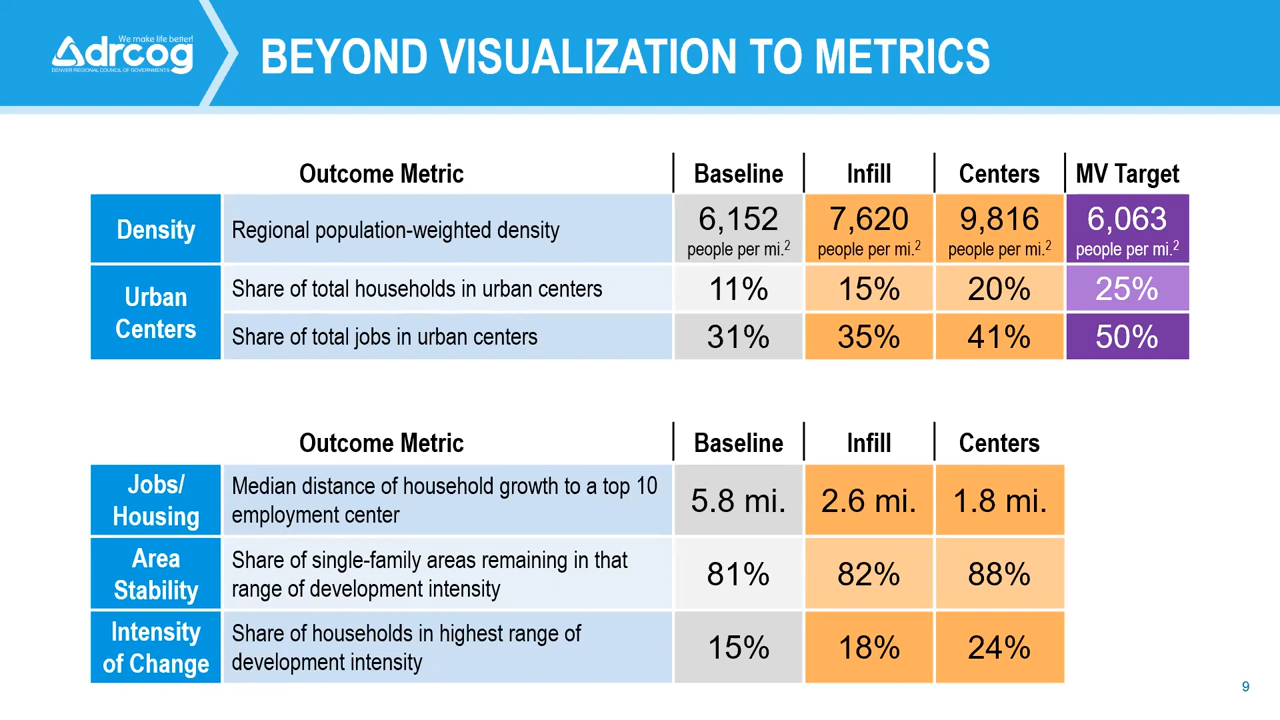 We make life better!
drcog
DENVER REGIONAL COUNCIL OF GOVERNMENTS
BEYOND VISUALIZATION TO METRICS
Outcome Metric Baseline Infill Centers MV Target
Density Regional population-weighted density 6,152 7,620 9,816 6,063
people per mi.2 people per mi.2 people per mi.2 people per mi.2
Urban Centers Share of total households in urban centers 11% 15% 20% 25%
Share of total jobs in urban centers 31% 35% 41% 50%
Outcome Metric Baseline Infill Centers
Jobs/
Housing
Median distance of household growth to a top 10
employment center
5.8 mi. 2.6 mi. 1.8 mi.
Area
Stability
Share of single-family areas remaining in that
range of development intensity
81% 82% 88%
Intensity
of Change
Share of households in highest range of
development intensity
15% 18% 24%
9